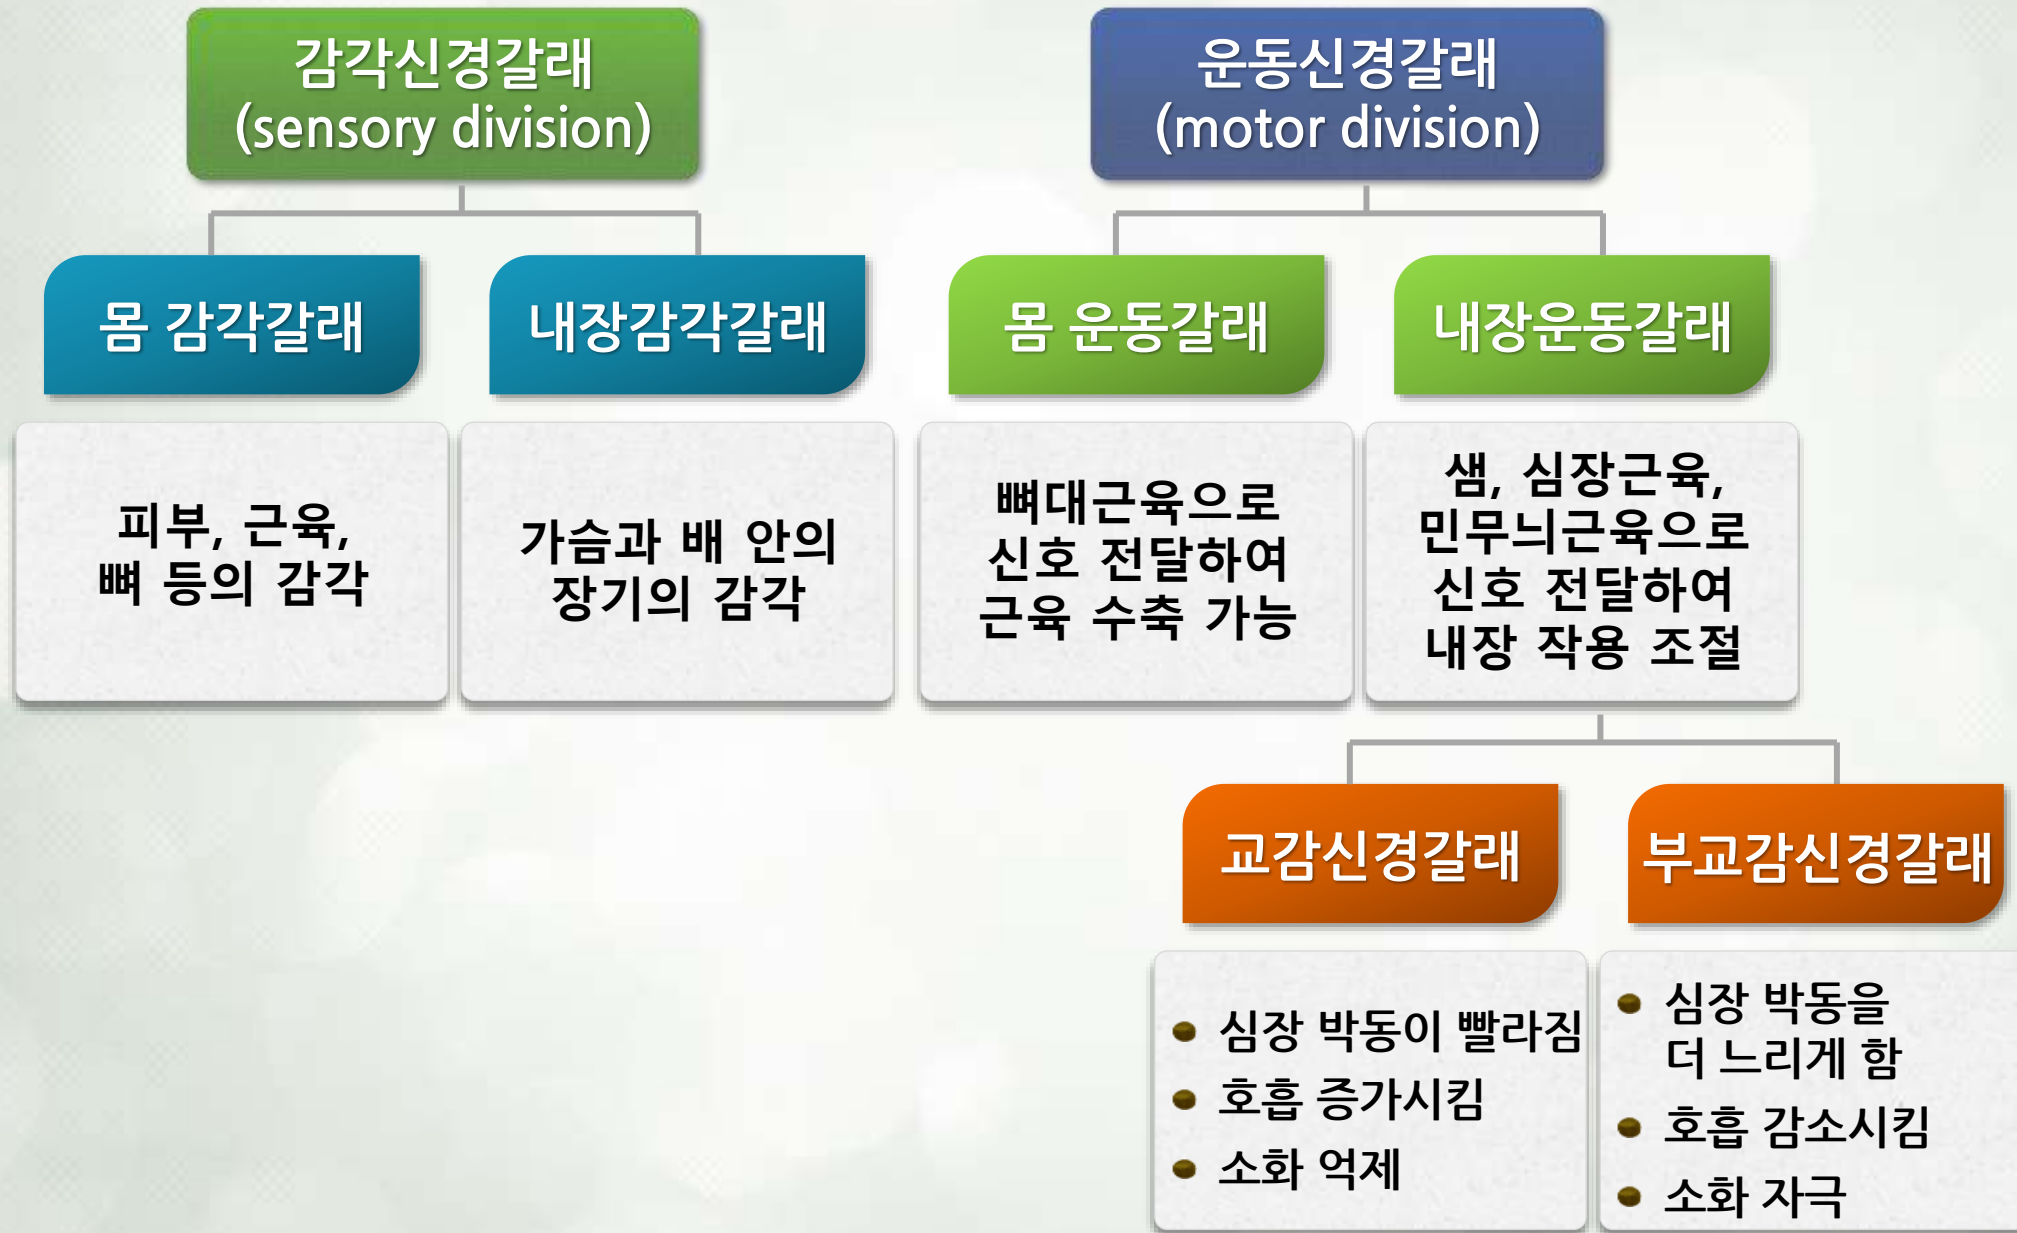 감각신경갈래
(sensory division)
운동신경갈래
(motor division)
몸 감각갈래
내장감각갈래
몸 운동갈래
내장운동갈래
피부, 근육,
뼈 등의 감각
가슴과 배 안의
장기의 감각
뼈대근육으로
신호 전달하여
근육 수축 가능
샘, 심장근육,
민무늬근육으로
신호 전달하여
내장 작용 조절
교감신경갈래
부교감신경갈래
심장 박동이 빨라짐
호흡 증가시킴
소화 억제
심장 박동을
더 느리게 함
호흡 감소시킴
소화 자극